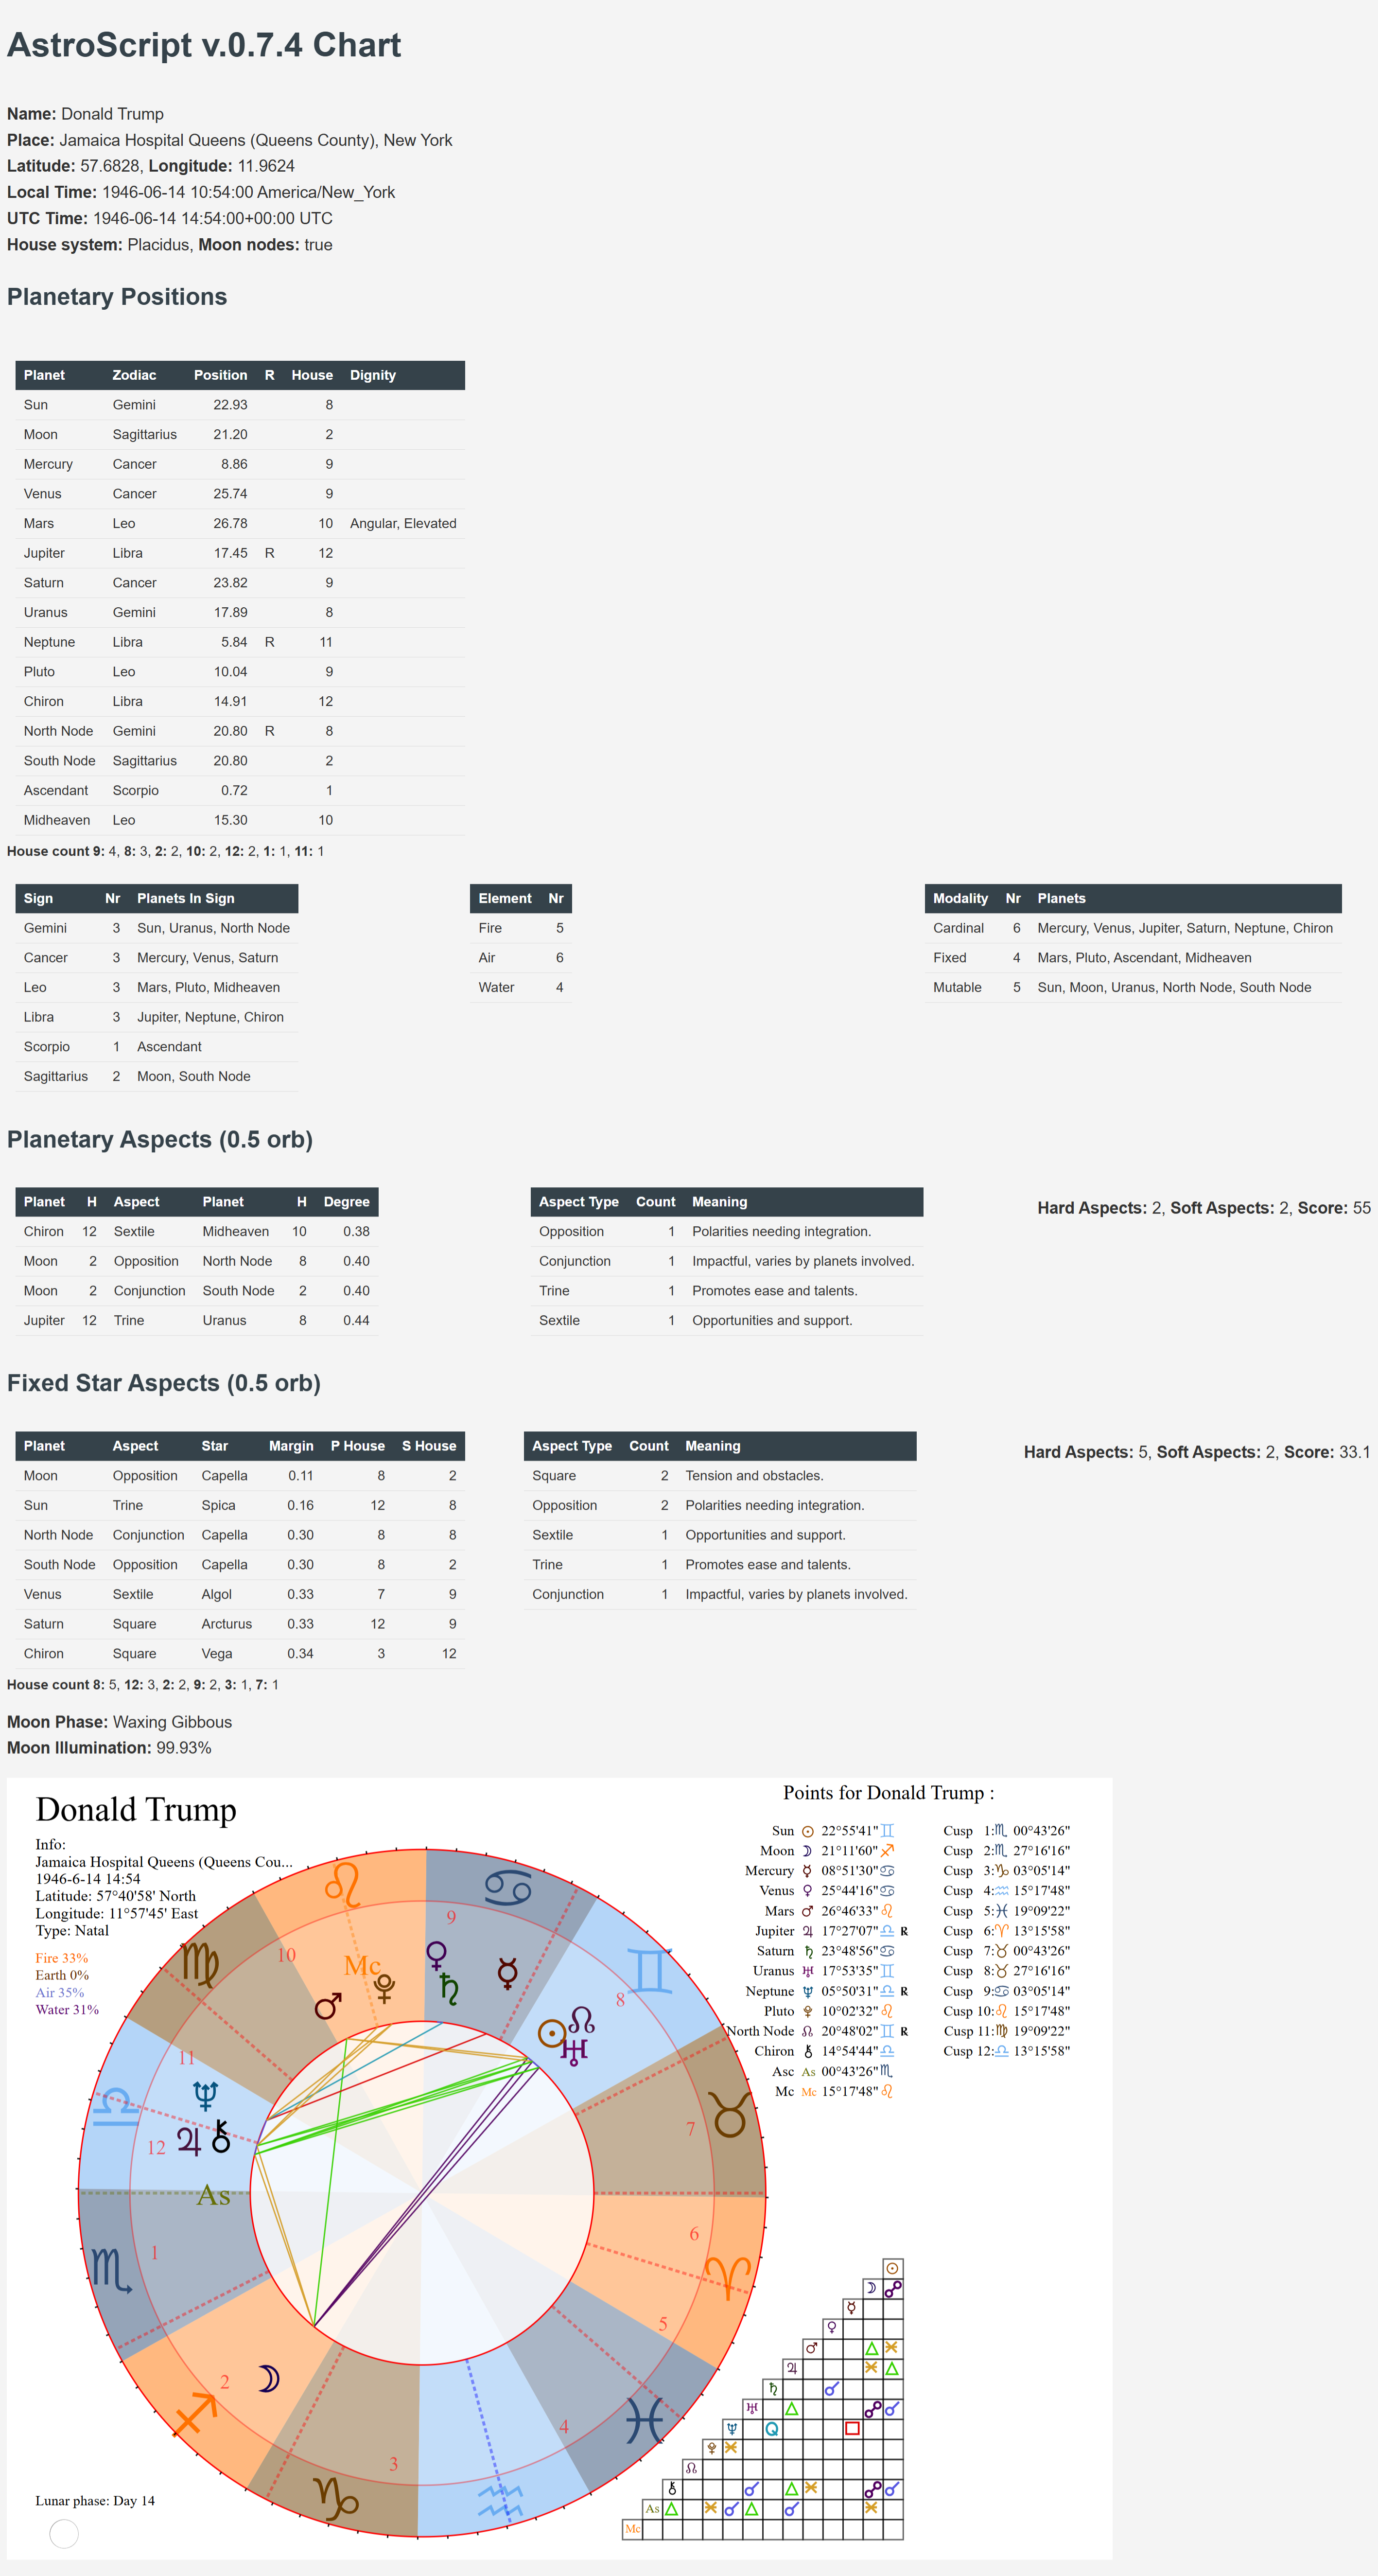 AstroScript v.0.7.4 Chart
Name: Donald Trump
Place: Jamaica Hospital Queens (Queens County), New York
Latitude: 57.6828, Longitude: 11.9624
Local Time: 1946-06-14 10:54:00 America/New_York
UTC Time: 1946-06-14 14:54:00+00:00 UTC
House system: Placidus, Moon nodes: true
Planetary Positions
Planet Zodiac Position R House Dignity
Sun Gemini 22.93 8
Moon Sagittarius 21.20 2
Mercury Cancer 8.86 9
Venus Cancer 25.74 9
Mars Leo 26.78 10 Angular, Elevated
Jupiter Libra 17.45 R 12
Saturn Cancer 23.82 9
Uranus Gemini 17.89 8
Neptune Libra 5.84 R 11
Pluto Leo 10.04 9
Chiron Libra 14.91 12
North Node Gemini 20.80 R 8
South Node Sagittarius 20.80 2
Ascendant Scorpio 0.72 1
Midheaven Leo 15.30 10
House count 9: 4, 8: 3, 2: 2, 10: 2, 12: 2, 1: 1, 11: 1
Sign Nr Planets In Sign
Gemini 3 Sun, Uranus, North Node
Cancer 3 Mercury, Venus, Saturn
Leo 3 Mars, Pluto, Midheaven
Libra 3 Jupiter, Neptune, Chiron
Scorpio 1 Ascendant
Sagittarius 2 Moon, South Node
Element Nr
Fire 5
Air 6
Water 4
Modality Nr Planets
Cardinal 6 Mercury, Venus, Jupiter, Saturn, Neptune, Chiron
Fixed 4 Mars, Pluto, Ascendant, Midheaven
Mutable 5 Sun, Moon, Uranus, North Node, South Node
Planetary Aspects (0.5 orb)
Planet H Aspect Planet H Degree
Chiron 12 Sextile Midheaven 10 0.38
Moon 2 Opposition North Node 8 0.40
Moon 2 Conjunction South Node 2 0.40
Jupiter 12 Trine Uranus 8 0.44
Aspect Type Count Meaning
Opposition 1 Polarities needing integration.
Conjunction 1 Impactful, varies by planets involved.
Trine 1 Promotes ease and talents.
Sextile 1 Opportunities and support.
Hard Aspects: 2, Soft Aspects: 2, Score: 55
Fixed Star Aspects (0.5 orb)
Planet Aspect Star Margin P House S House
Moon Opposition Capella 0.11 8 2
Sun Trine Spica 0.16 12 8
North Node Conjunction Capella 0.30 8 8
South Node Opposition Capella 0.30 8 2
Venus Sextile Algol 0.33 7 9
Saturn Square Arcturus 0.33 12 9
Chiron Square Vega 0.34 3 12
Aspect Type Count Meaning
Square 2 Tension and obstacles.
Opposition 2 Polarities needing integration.
Sextile 1 Opportunities and support.
Trine 1 Promotes ease and talents.
Conjunction 1 Impactful, varies by planets involved.
Hard Aspects: 5, Soft Aspects: 2, Score: 33.1
House count 8: 5, 12: 3, 2: 2, 9: 2, 3: 1, 7: 1
Moon Phase: Waxing Gibbous
Moon Illumination: 99.93%
Donald Trump
Info:
Jamaica Hospital Queens (Queens Cou...
1946-6-14 14:54
Latitude: 57°40'58' North
Longitude: 11°57'45' East
Type: Natal
Fire 33%
Earth 0%
Air 35%
Water 31%
Points for Donald Trump :
Sun ☉ 22°55'41" ♊
Moon ☽ 21°11'60" ♐
Mercury ☿ 08°51'30" ♋
Venus ♀ 25°44'16" ♋
Mars ♂ 26°46'33" ♌
Jupiter ♃ 17°27'07" ♎ R
Saturn ♄ 23°48'56" ♋
Uranus ♅ 17°53'35" ♊
Neptune ♆ 05°50'31" ♎ R
Pluto 10°02'32" ♌
North Node ☊ 20°48'02" ♊ R
Chiron ⚷ 14°54'44" ♎
Asc As 00°43'26" ♏
Mc Mc 15°17'48" ♌
Cusp 1: ♏ 00°43'26"
Cusp 2: ♏ 27°16'16"
Cusp 3: ♑ 03°05'14"
Cusp 4: ♒ 15°17'48"
Cusp 5: ♓ 19°09'22"
Cusp 6: ♈ 13°15'58"
Cusp 7: ♉ 00°43'26"
Cusp 8: ♉ 27°16'16"
Cusp 9: ♋ 03°05'14"
Cusp 10: ♌ 15°17'48"
Cusp 11: ♍ 19°09'22"
Cusp 12: ♎ 13°15'58"
9
10
Mc
8
11
12
7
As
6
1
5
2
4
3
Q
As
Mc
Lunar phase: Day 14